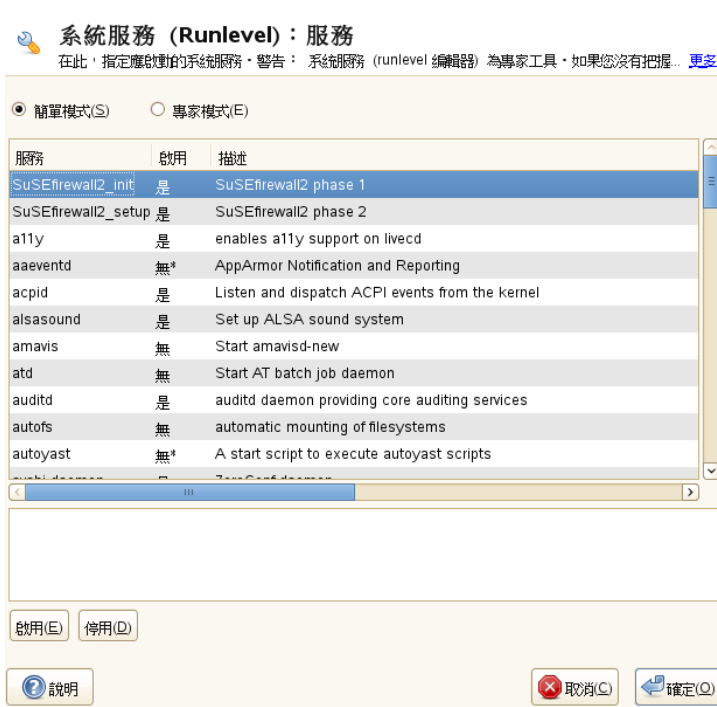 系統服務 (Runlevel)：服務
在此，指定應啟動的系統服務。警告： 系統服務 (runlevel 編輯器) 為專家工具。如果您沒有把握... 更多
簡單模式(S) 專家模式(E)
服務 啟用 描述
SuSEfirewall2_init 是 SuSEfirewall2 phase 1
SuSEfirewall2_setup 是 SuSEfirewall2 phase 2
a11y 是 enables a11y support on livecd
aaeventd 無* AppArmor Notification and Reporting
acpid 是 Listen and dispatch ACPI events from the kernel
alsasound 是 Set up ALSA sound system
amavis 無 Start amavisd-new
atd 無 Start AT batch job daemon
auditd 是 auditd daemon providing core auditing services
autofs 無 automatic mounting of filesystems
autoyast 無* A start script to execute autoyast scripts
啟用(E) 停用(D)
說明 取消(C) 確定(O)